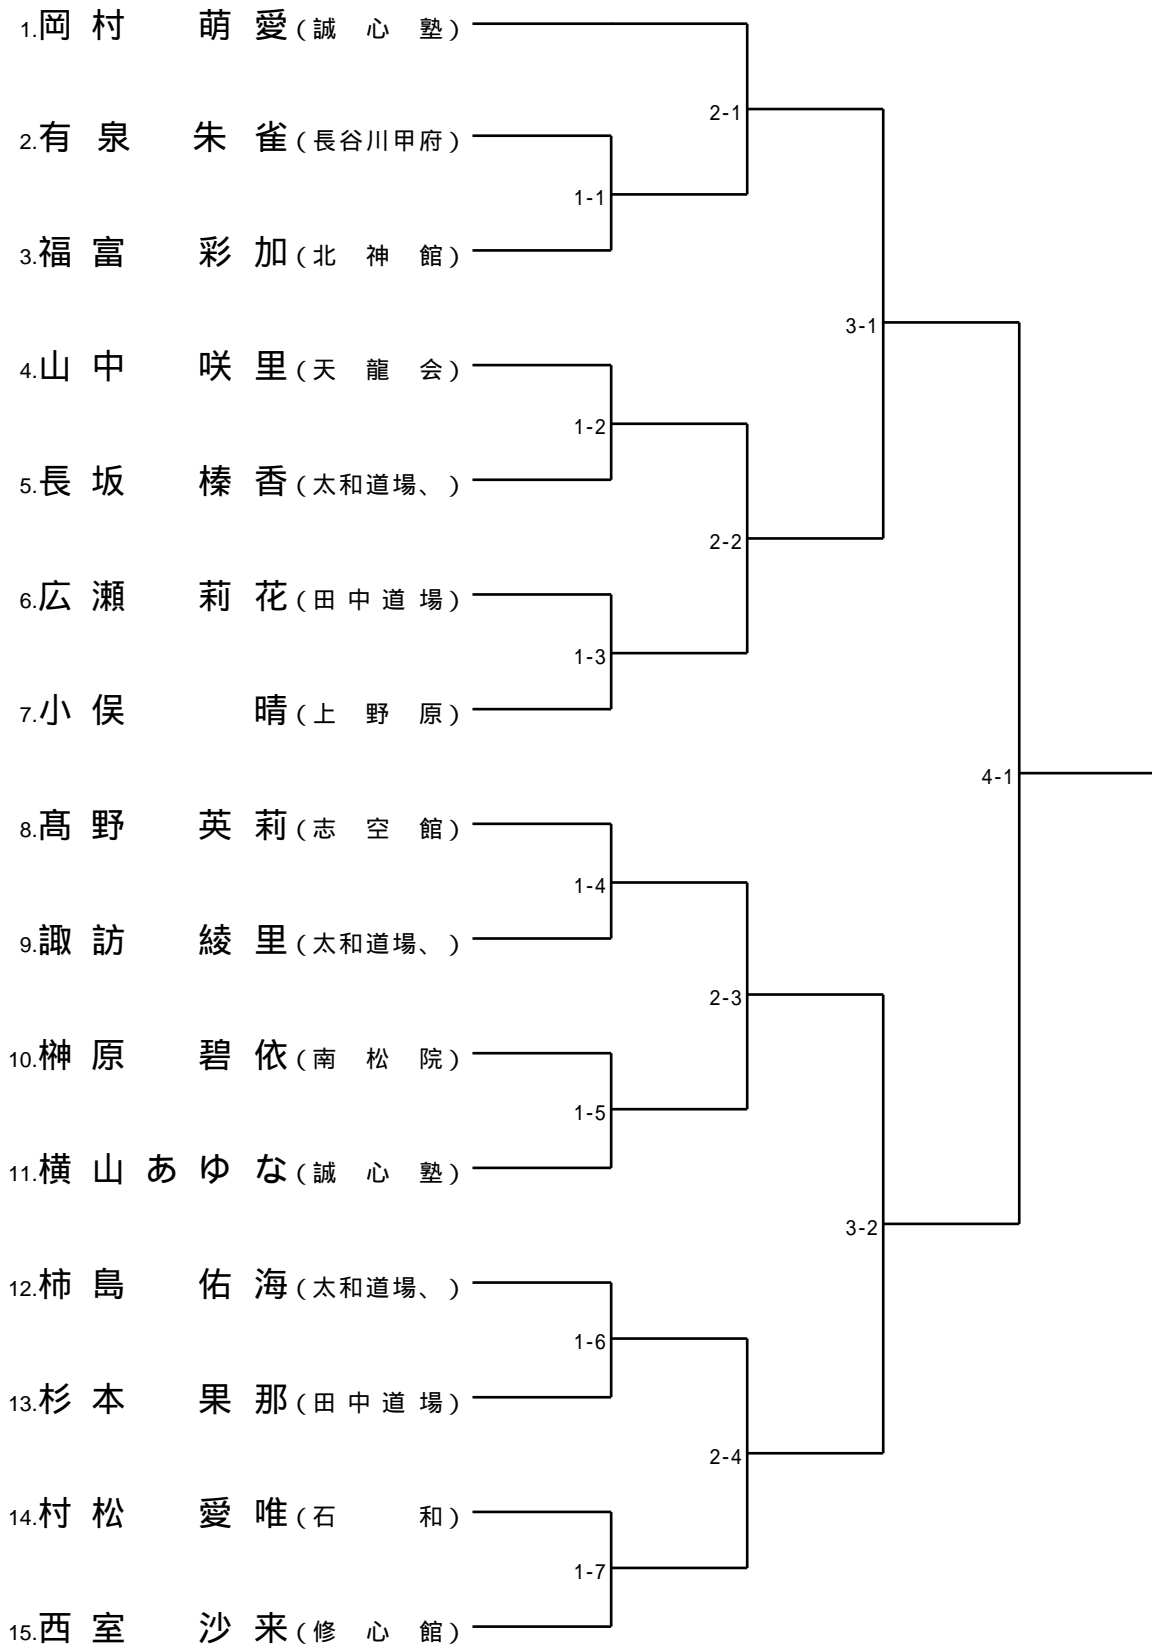 1.岡村 萌愛(誠心塾)
2-1
2.有泉 朱雀(長谷川甲府)
1-1
3.福富 彩加(北神館)
3-1
4.山中 咲里(天龍会)
1-2
5.長坂 榛香(太和道場、)
2-2
6.広瀬 莉花(田中道場)
1-3
7.小俣 晴(上野原)
4-1
8.髙野 英莉(志空館)
1-4
9.諏訪 綾里(太和道場、)
2-3
10.榊原 碧依(南松院)
1-5
11.横山あゆな(誠心塾)
3-2
12.柿島 佑海(太和道場、)
1-6
13.杉本 果那(田中道場)
2-4
14.村松 愛唯(石和)
1-7
15.西室 沙来(修心館)